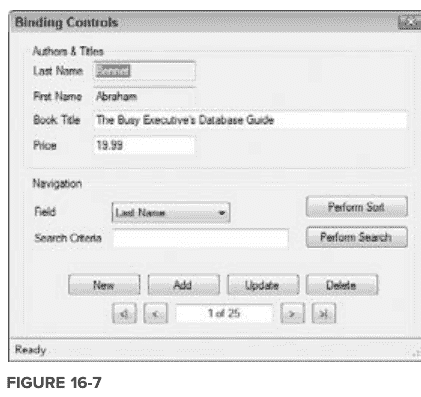 Binding Controls
Authors & Titles
Last Name Bennet
First Name Abraham
Book Title The Busy Executive's Database Guide
Price 19.99
Navigation
Field Last Name Perform Sort
Search Criteria Perform Search
New Add Update Delete
< 1 of 25 >
Ready
FIGURE 16-7